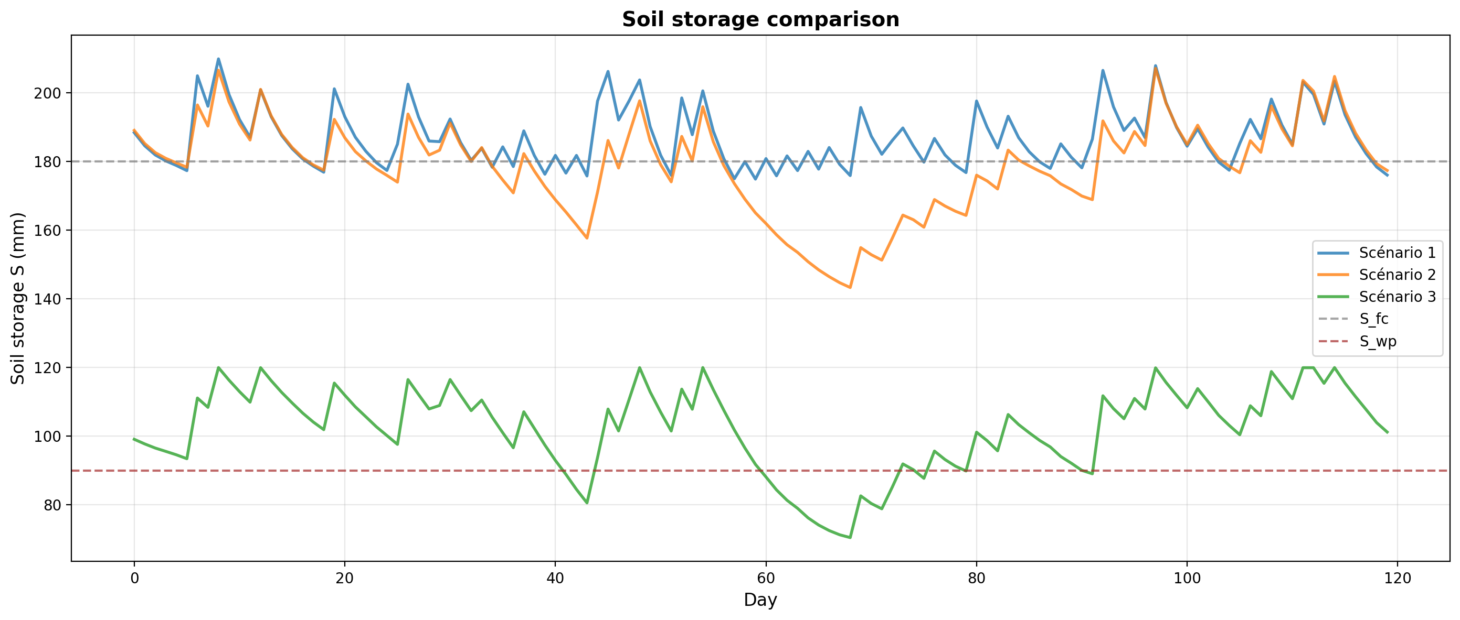 Soil storage comparison
Soil storage S (mm)
200
180
160
140
120
100
80
Scénario 1
Scénario 2
Scénario 3
S_fc
S_wp
0 20 40 60 80 100 120
Day